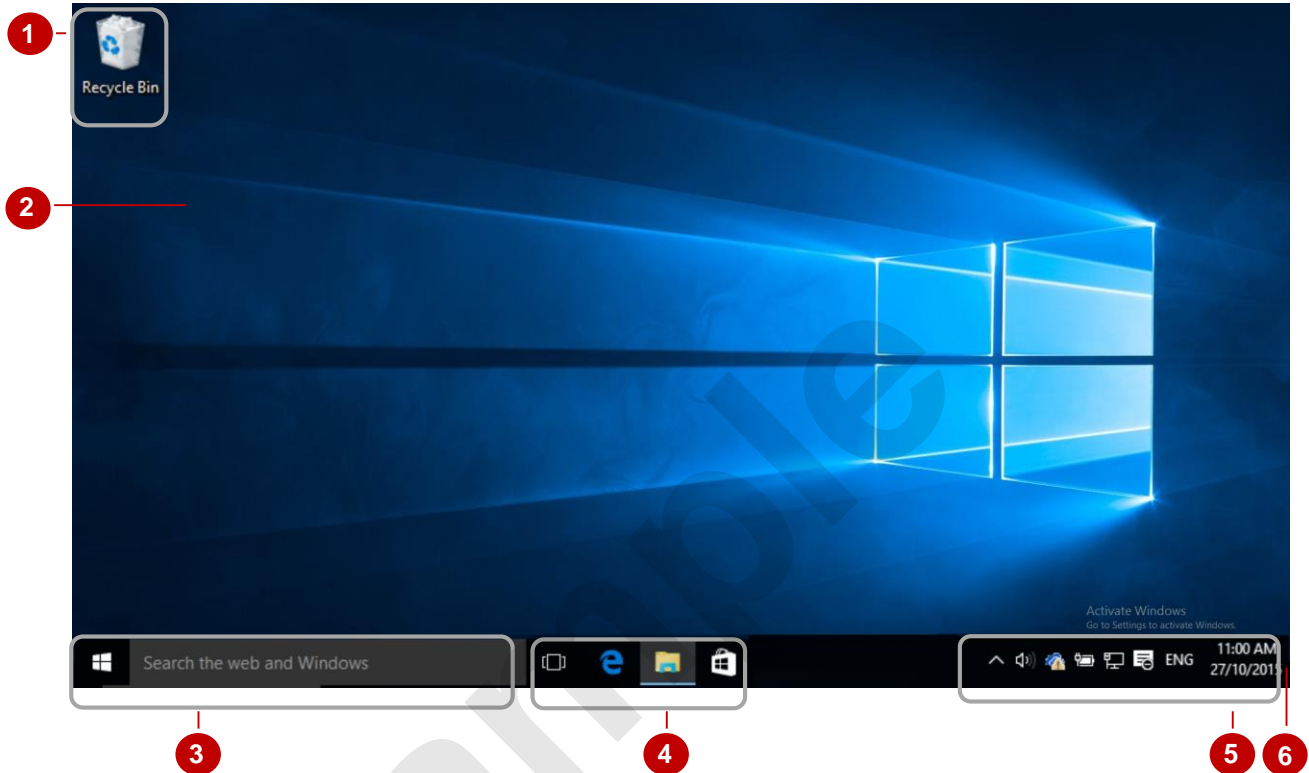 1
Recycle Bin
2
Activate Windows
Go to Settings to activate Windows.
Search the web and Windows
ENG
11:00 AM
27/10/2015
3
4
5
6
sample